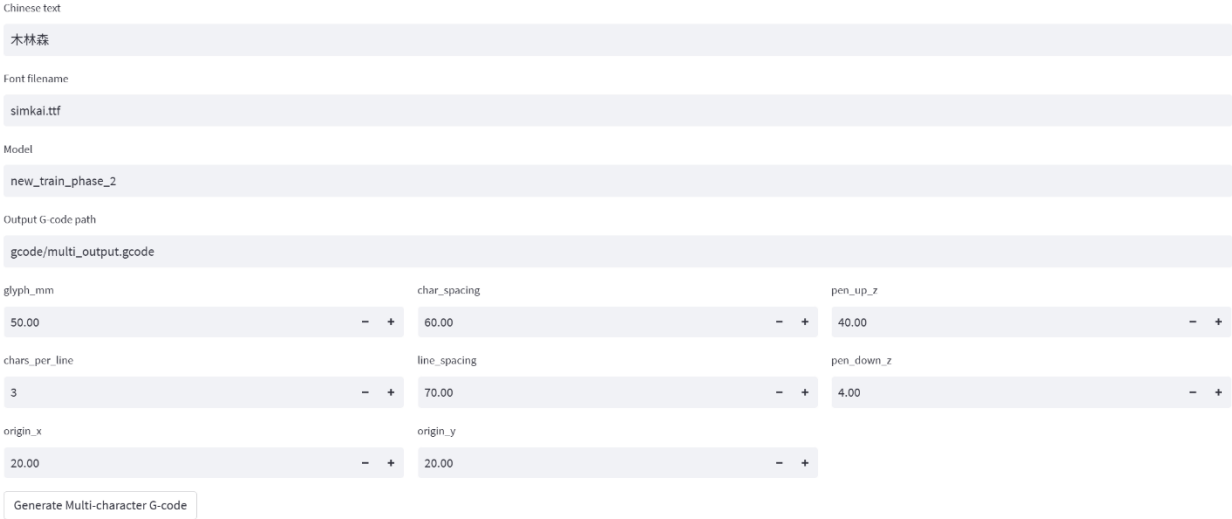 Chinese text
木林森
Font filename
simkai.ttf
Model
new_train_phase_2
Output G-code path
gcode/multi_output.gcode
glyph_mm char_spacing pen_up_z
50.00 − + 60.00 − + 40.00 − +
chars_per_line line_spacing pen_down_z
3 − + 70.00 − + 4.00 − +
origin_x origin_y
20.00 − + 20.00 − +
Generate Multi-character G-code